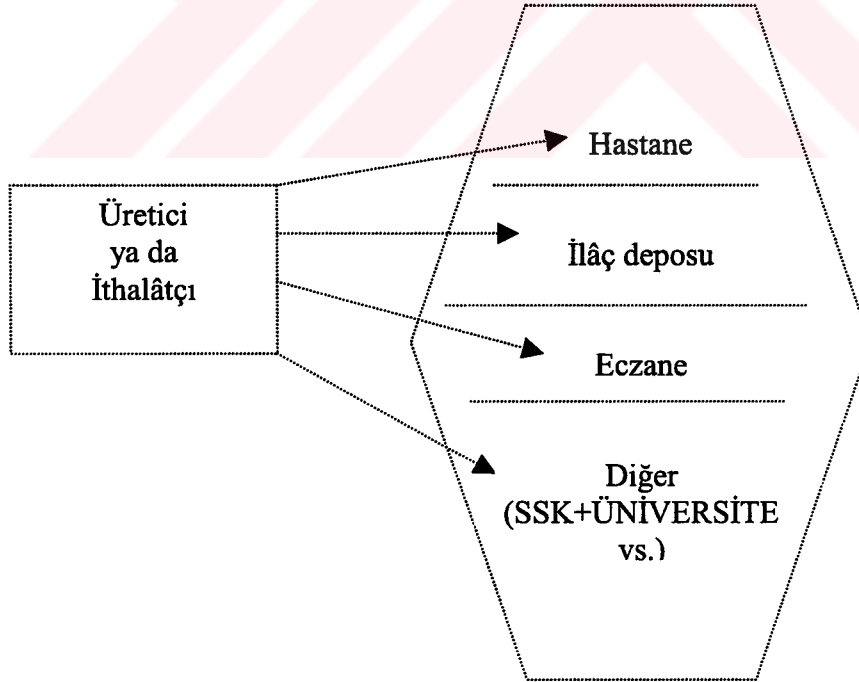 Üretici
ya da
İthalâtçı
Hastane
İlâç deposu
Eczane
Diğer
(SSK+ÜNİVERSİTE
vs.)